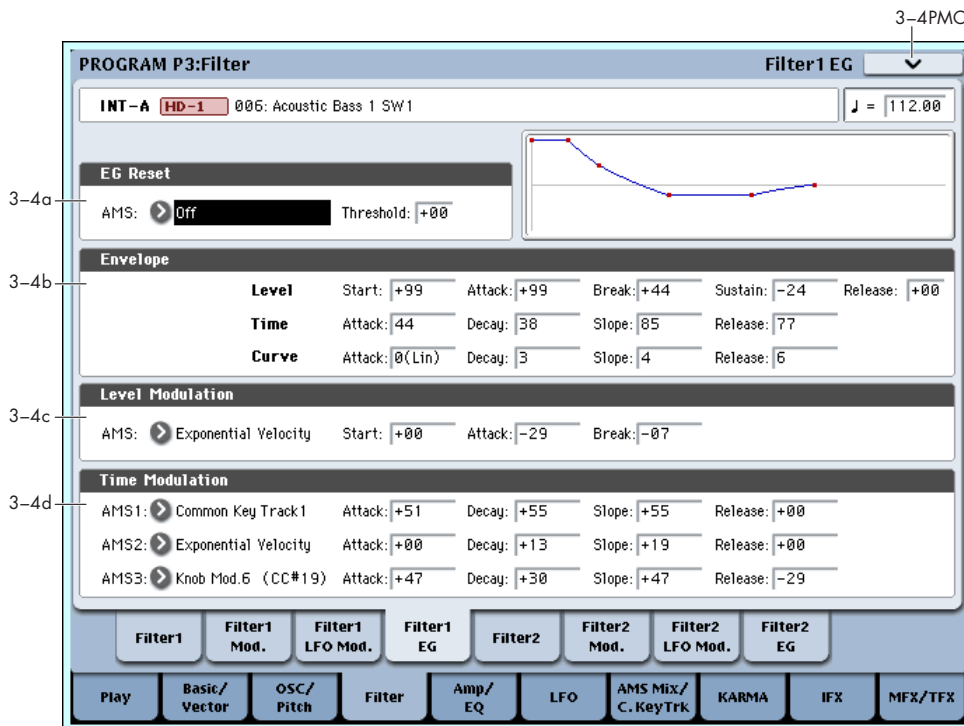 3–4PMC
PROGRAM P3:Filter Filter1 EG
INT–A HD–1 006: Acoustic Bass 1 SW1 ♩ = 112.00
EG Reset
3–4a
AMS: Off Threshold: +00
Envelope
3–4b
Level Start: +99 Attack: +99 Break: +44 Sustain: –24 Release: +00
Time Attack: 44 Decay: 38 Slope: 85 Release: 77
Curve Attack: 0(Lin) Decay: 3 Slope: 4 Release: 6
Level Modulation
3–4c
AMS: Exponential Velocity Start: +00 Attack: –29 Break: –07
Time Modulation
3–4d
AMS1: Common Key Track1 Attack: +51 Decay: +55 Slope: +55 Release: +00
AMS2: Exponential Velocity Attack: +00 Decay: +13 Slope: +19 Release: +00
AMS3: Knob Mod.6 (CC#19) Attack: +47 Decay: +30 Slope: +47 Release: –29
Filter1 Filter1 Mod. Filter1 LFO Mod. Filter1 EG Filter2 Filter2 Mod. Filter2 LFO Mod. Filter2 EG
Play Basic/ Vector OSC/ Pitch Filter Amp/ EQ LFO AMS Mix/ C.KeyTrk KARMA IFX MFX/TFX